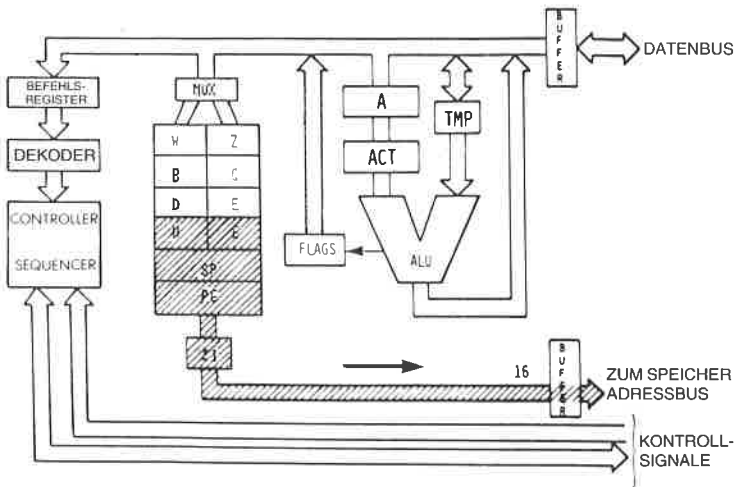 BUFFER
DATENBUS
BEFEHLS-
REGISTER
MUX
A
TMP
W Z
DEKODER
ACT
B C
D E
CONTROLLER
SEQUENCER
FLAGS
ALU
SP
PC
16
BUFFER
ZUM SPEICHER
ADRESSBUS
KONTROLL-
SIGNALE